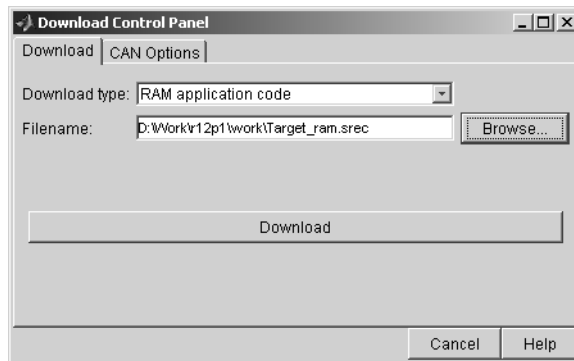 Download Control Panel
Download CAN Options
Download type: RAM application code
Filename: D:\Work\r12p1\work\Target_ram.srec Browse...
Download
Cancel Help